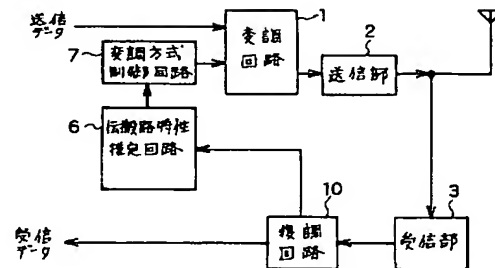 送信
データ
7
変調方式
制御回路
1
変調
回路
2
送信部
6
伝搬路特性
推定回路
10
復調
回路
3
受信部
受信
データ